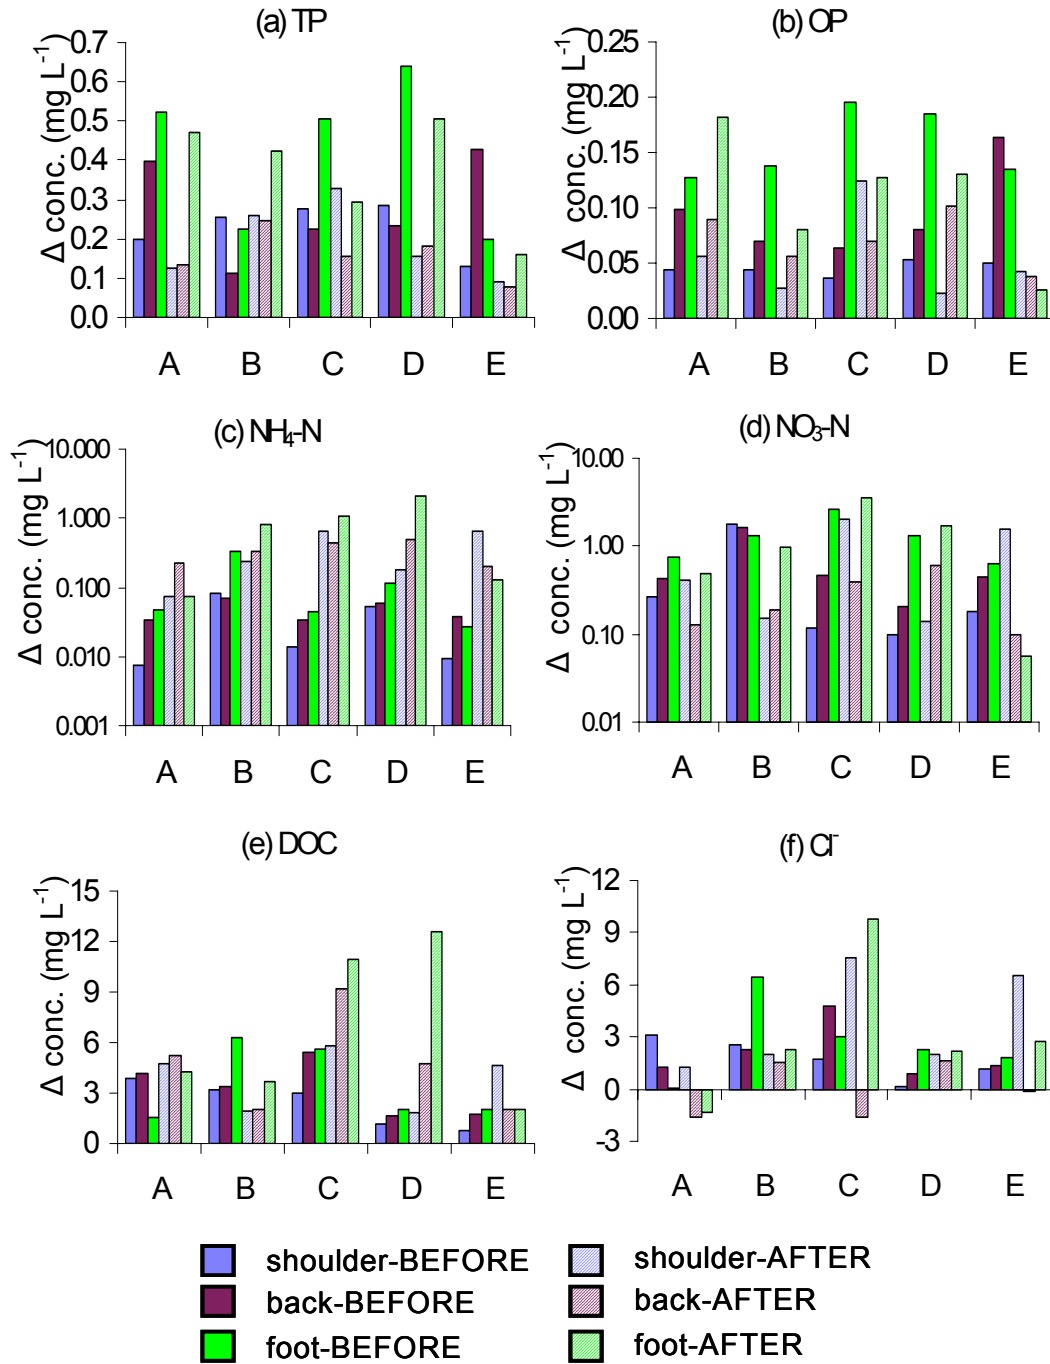 (a) TP
Δ conc. (mg L⁻¹)
0.7
0.6
0.5
0.4
0.3
0.2
0.1
0.0
A B C D E
(b) OP
Δ conc. (mg L⁻¹)
0.25
0.20
0.15
0.10
0.05
0.00
A B C D E
(c) NH₄-N
Δ conc. (mg L⁻¹)
10.000
1.000
0.100
0.010
0.001
A B C D E
(d) NO₃-N
Δ conc. (mg L⁻¹)
10.00
1.00
0.10
0.01
A B C D E
(e) DOC
Δ conc. (mg L⁻¹)
15
12
9
6
3
0
A B C D E
(f) Cl⁻
Δ conc. (mg L⁻¹)
12
9
6
3
0
-3
A B C D E
shoulder-BEFORE
back-BEFORE
foot-BEFORE
shoulder-AFTER
back-AFTER
foot-AFTER